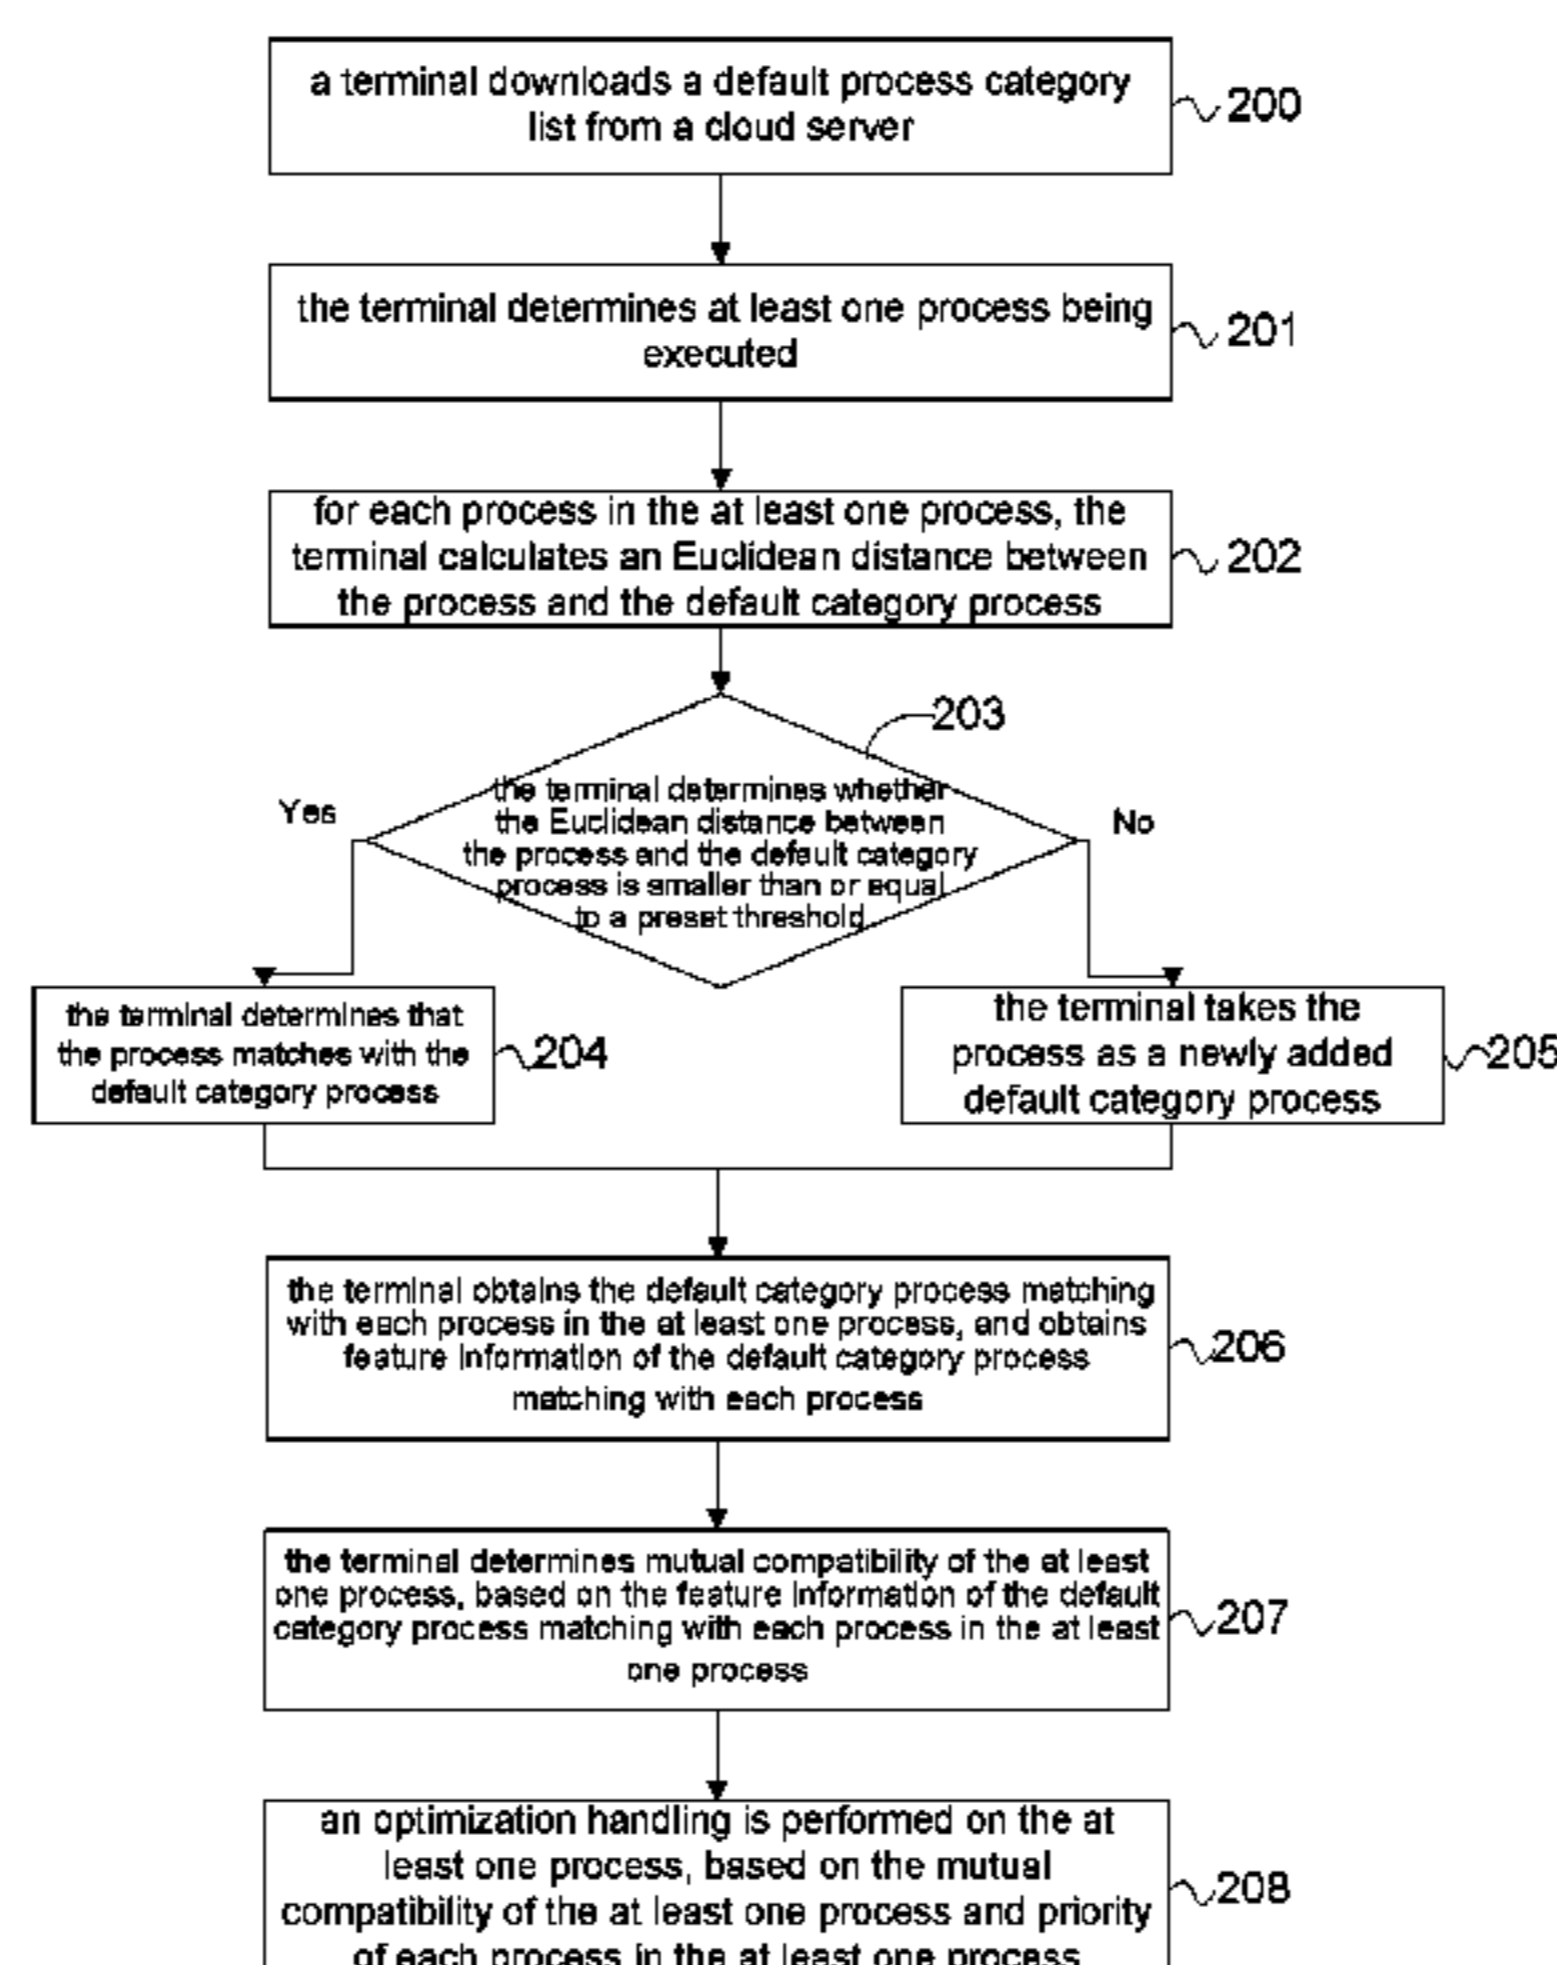 a terminal downloads a default process category
list from a cloud server
200
the terminal determines at least one process being
executed
201
for each process in the at least one process, the
terminal calculates an Euclidean distance between
the process and the default category process
202
203
the terminal determines whether
the Euclidean distance between
the process and the default category
process is smaller than or equal
to a preset threshold
Yes
No
the terminal determines that
the process matches with the
default category process
204
the terminal takes the
process as a newly added
default category process
205
the terminal obtains the default category process matching
with each process in the at least one process, and obtains
feature information of the default category process
matching with each process
206
the terminal determines mutual compatibility of the at least
one process, based on the feature information of the default
category process matching with each process in the at least
one process
207
an optimization handling is performed on the at
least one process, based on the mutual
compatibility of the at least one process and priority
of each process in the at least one process
208